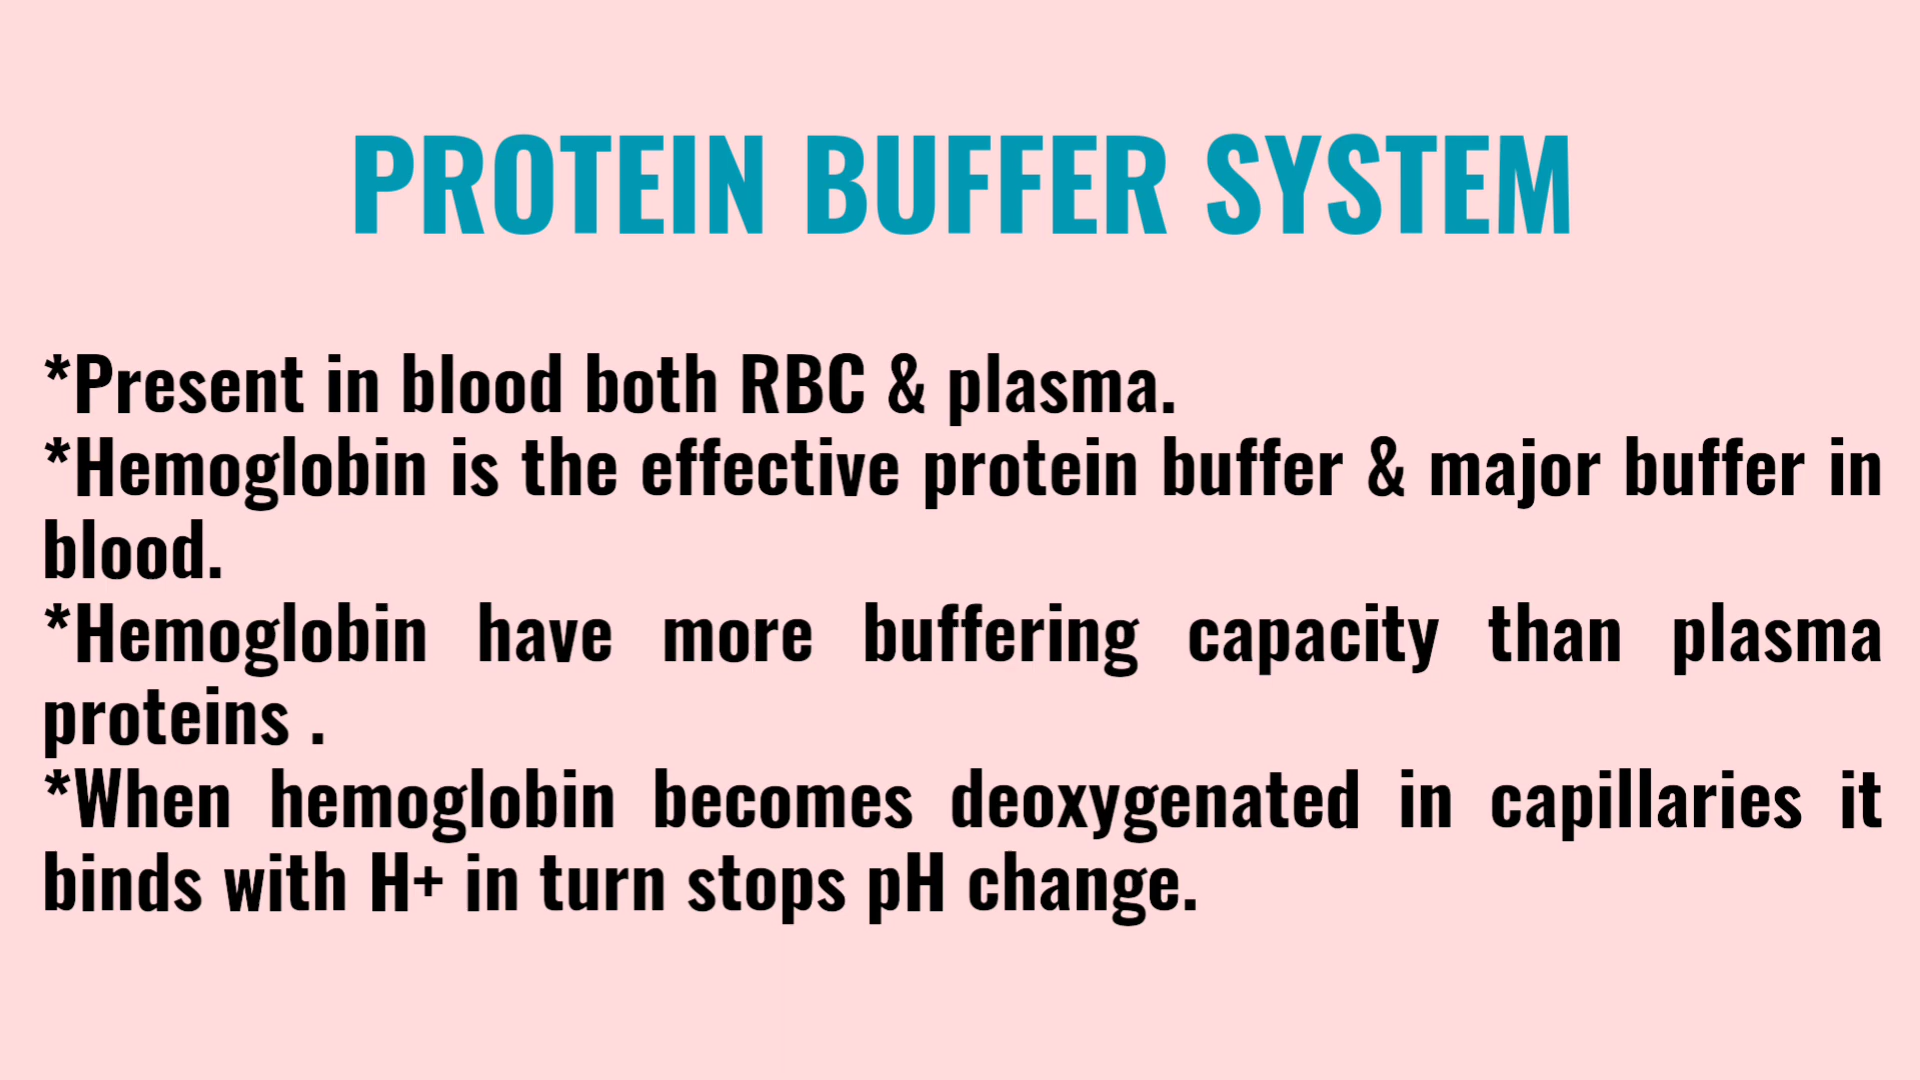 PROTEIN BUFFER SYSTEM
*Present in blood both RBC & plasma.
*Hemoglobin is the effective protein buffer & major buffer in
blood.
*Hemoglobin have more buffering capacity than plasma
proteins .
*When hemoglobin becomes deoxygenated in capillaries it
binds with H+ in turn stops pH change.